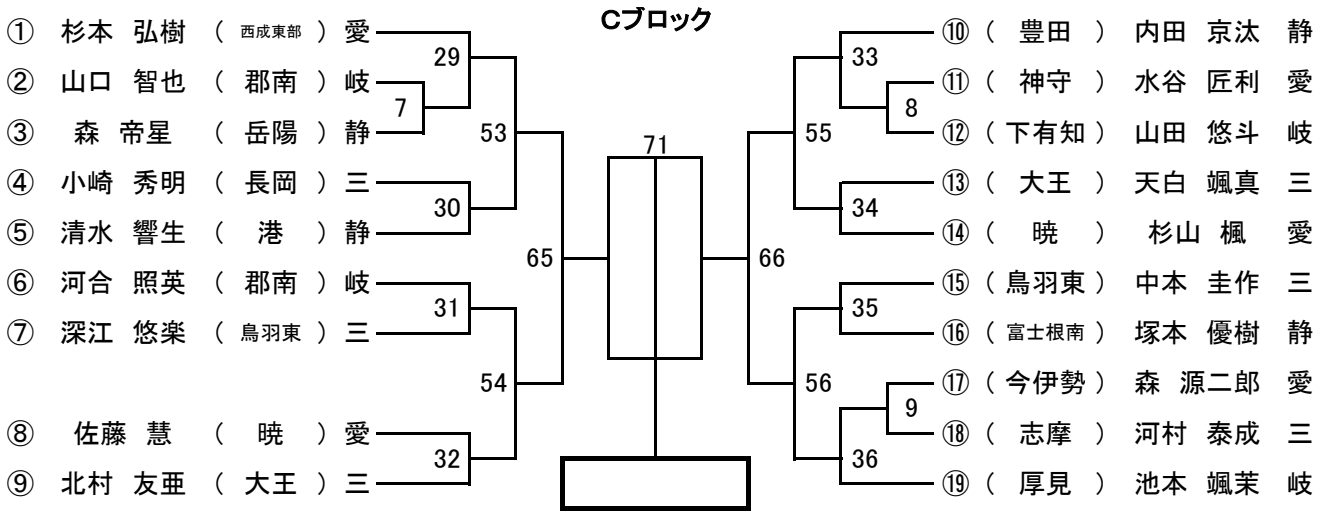 Cブロック
① 杉本 弘樹 ( 西成東部 ) 愛
② 山口 智也 ( 郡南 ) 岐
③ 森 帝星 ( 岳陽 ) 静
④ 小崎 秀明 ( 長岡 ) 三
⑤ 清水 響生 ( 港 ) 静
⑥ 河合 照英 ( 郡南 ) 岐
⑦ 深江 悠楽 ( 鳥羽東 ) 三
⑧ 佐藤 慧 ( 暁 ) 愛
⑨ 北村 友亜 ( 大王 ) 三
29
7
53
30
65
31
54
32
71
⑩ ( 豊田 ) 内田 京汰 静
⑪ ( 神守 ) 水谷 匠利 愛
⑫ ( 下有知 ) 山田 悠斗 岐
⑬ ( 大王 ) 天白 颯真 三
⑭ ( 暁 ) 杉山 楓 愛
⑮ ( 鳥羽東 ) 中本 圭作 三
⑯ ( 富士根南 ) 塚本 優樹 静
⑰ ( 今伊勢 ) 森 源二郎 愛
⑱ ( 志摩 ) 河村 泰成 三
⑲ ( 厚見 ) 池本 颯茉 岐
33
8
55
34
66
35
56
9
36